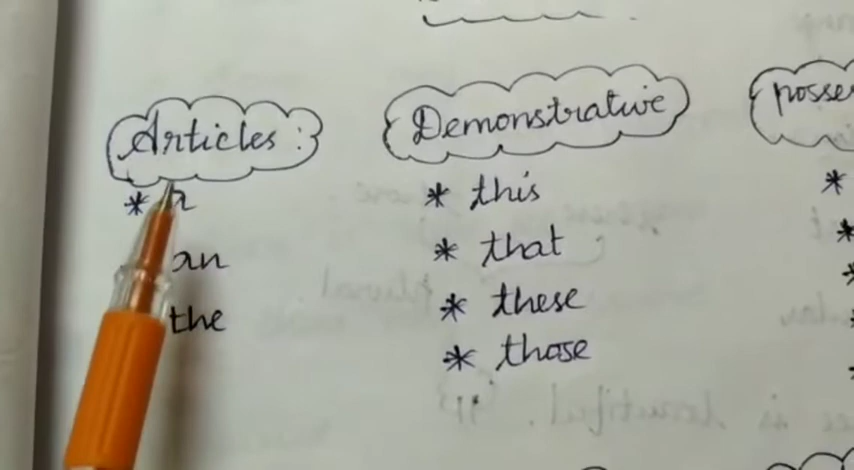 Articles :
* a
an
the
Demonstrative
* this
* that
* these
* those